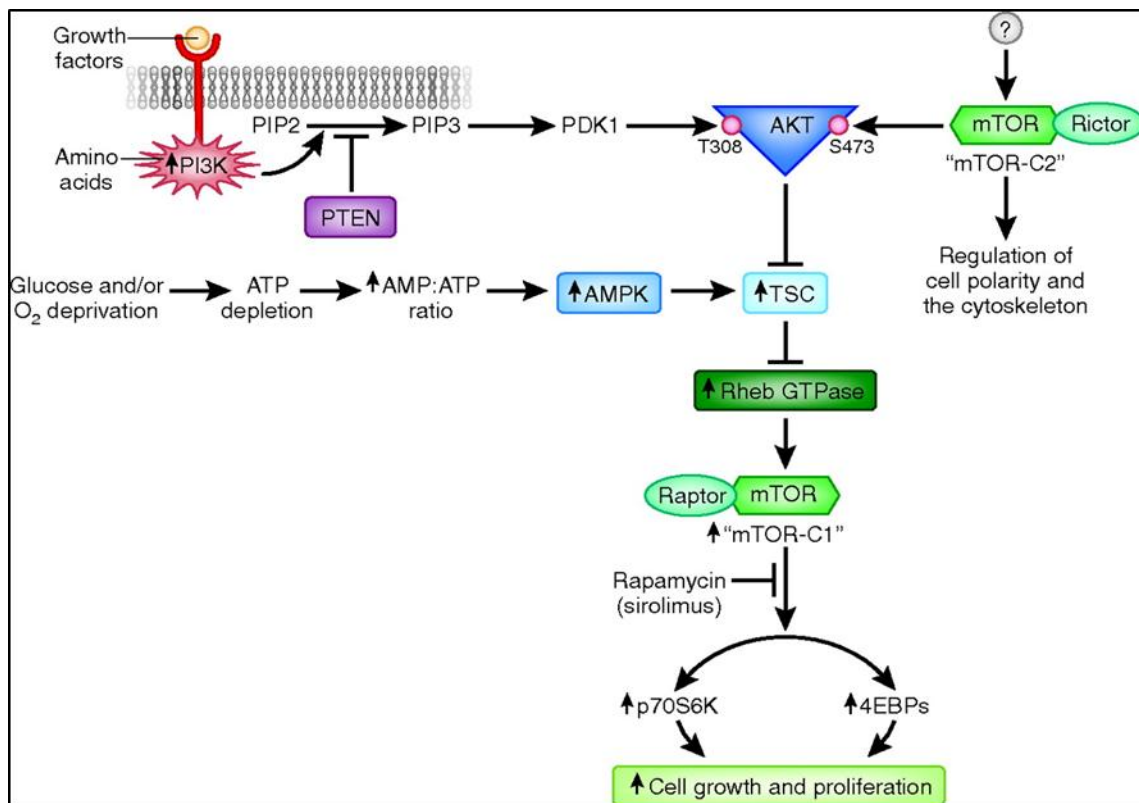 Growth
factors
?
PIP2
PIP3
PDK1
AKT
T308
S473
mTOR
Rictor
"mTOR-C2"
Amino
acids
↑PI3K
PTEN
Regulation of
cell polarity and
the cytoskeleton
Glucose and/or
O₂ deprivation
ATP
depletion
↑AMP:ATP
ratio
↑AMPK
↑TSC
↑Rheb GTPase
Raptor
mTOR
↑"mTOR-C1"
Rapamycin
(sirolimus)
↑p70S6K
↑4EBPs
↑Cell growth and proliferation